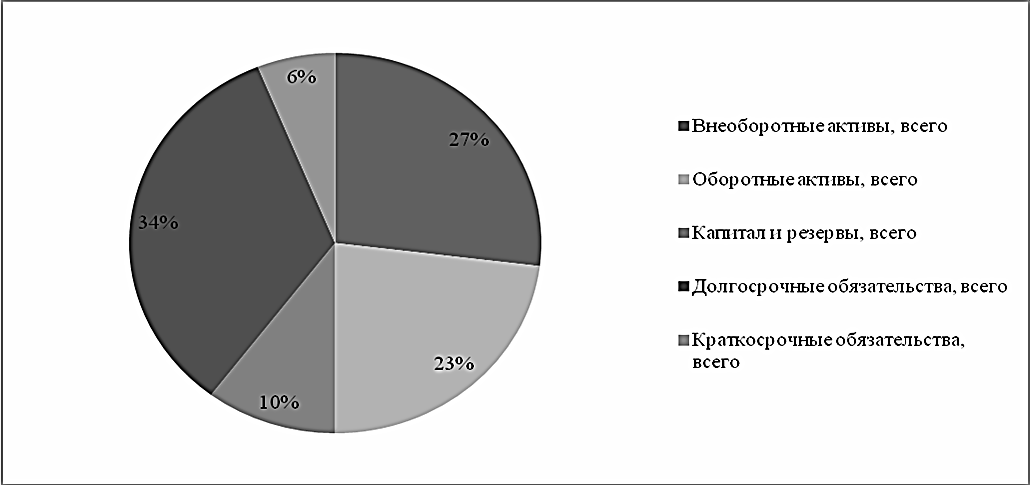 6%
27%
34%
23%
10%
Внеоборотные активы, всего
Оборотные активы, всего
Капитал и резервы, всего
Долгосрочные обязательства, всего
Краткосрочные обязательства,
всего